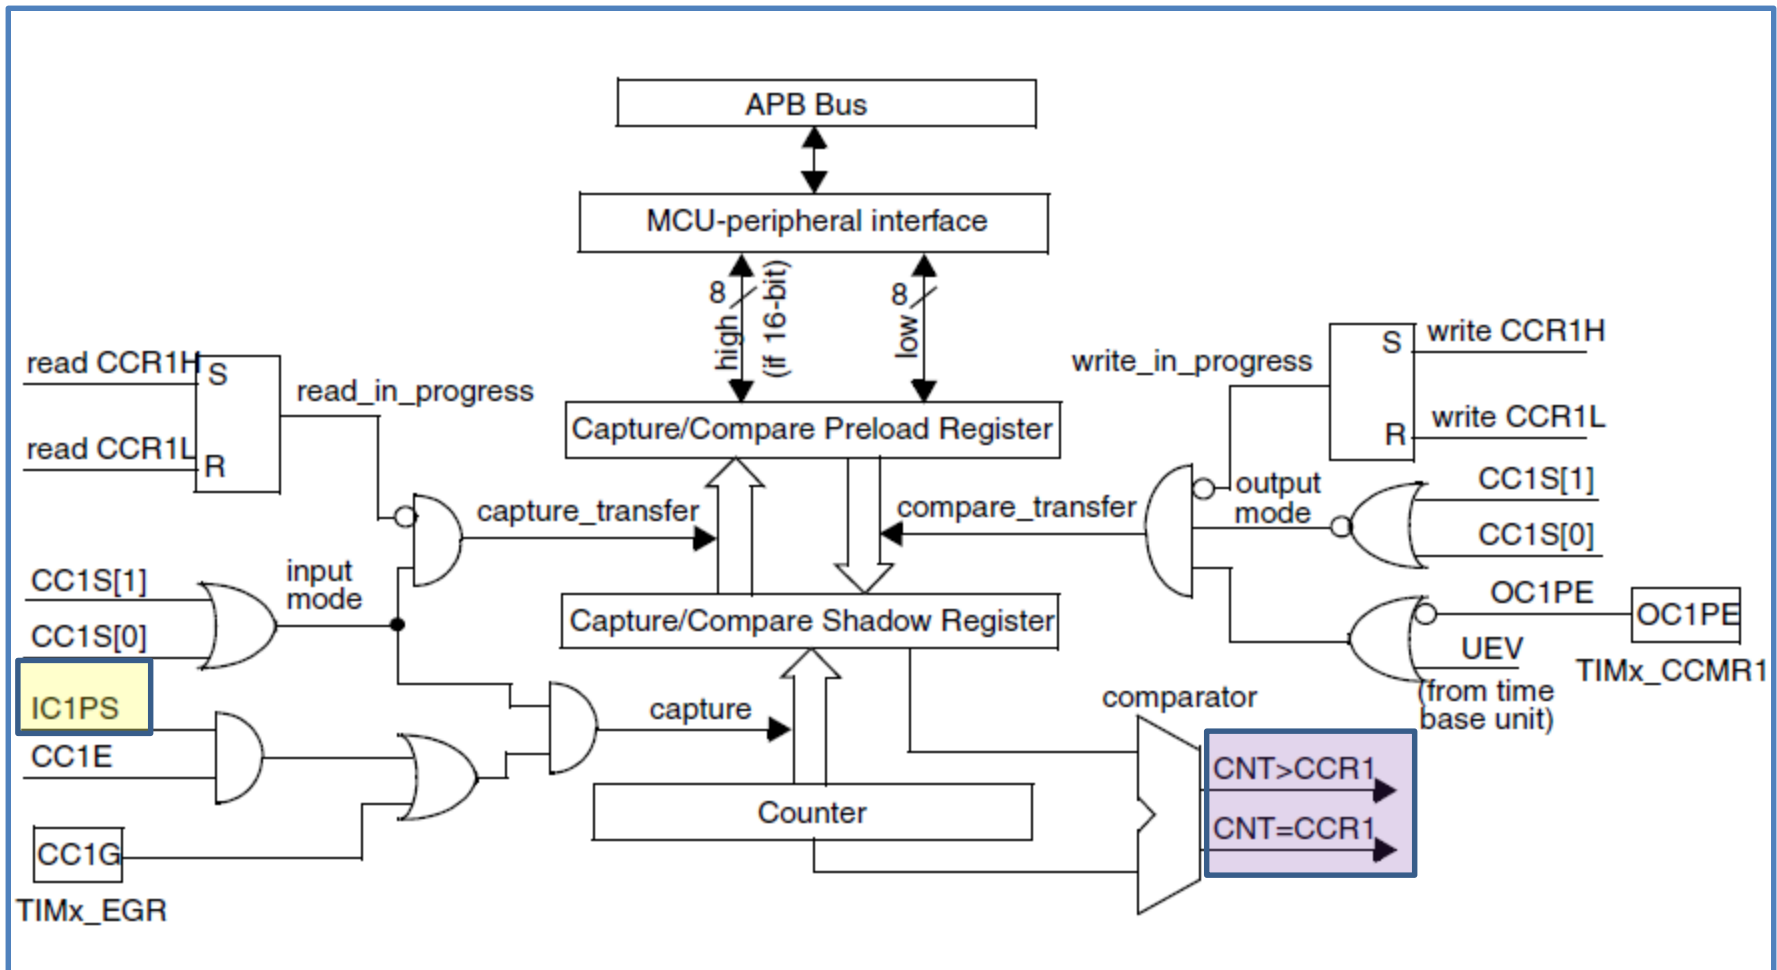 APB Bus
MCU-peripheral interface
8
high
(if 16-bit)
8
low
read CCR1H
S
read_in_progress
read CCR1L
R
write_in_progress
S
write CCR1H
R
write CCR1L
Capture/Compare Preload Register
capture_transfer
compare_transfer
output
mode
CC1S[1]
CC1S[0]
CC1S[1]
input
mode
CC1S[0]
Capture/Compare Shadow Register
OC1PE
OC1PE
UEV
TIMx_CCMR1
(from time
base unit)
IC1PS
CC1E
capture
comparator
CNT>CCR1
CNT=CCR1
Counter
CC1G
TIMx_EGR